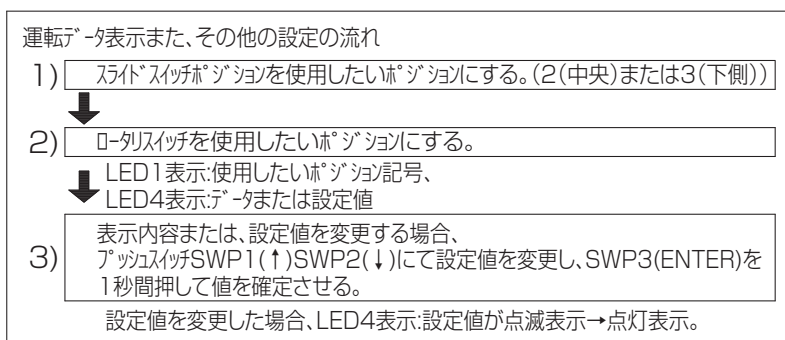 運転ﾃﾞｰﾀ表示また、その他の設定の流れ
1) ｽﾗｲﾄﾞｽｲｯﾁﾎﾟｼﾞｼｮﾝを使用したいﾎﾟｼﾞｼｮﾝにする。(2(中央)または3(下側))
2) ﾛｰﾀﾘｽｲｯﾁを使用したいﾎﾟｼﾞｼｮﾝにする。
LED1表示:使用したいﾎﾟｼﾞｼｮﾝ記号、
LED4表示:ﾃﾞｰﾀまたは設定値
表示内容または、設定値を変更する場合、
3) ﾌﾟｯｼｭｽｲｯﾁSWP1(↑)SWP2(↓)にて設定値を変更し、SWP3(ENTER)を
1秒間押して値を確定させる。
設定値を変更した場合、LED4表示:設定値が点滅表示→点灯表示。